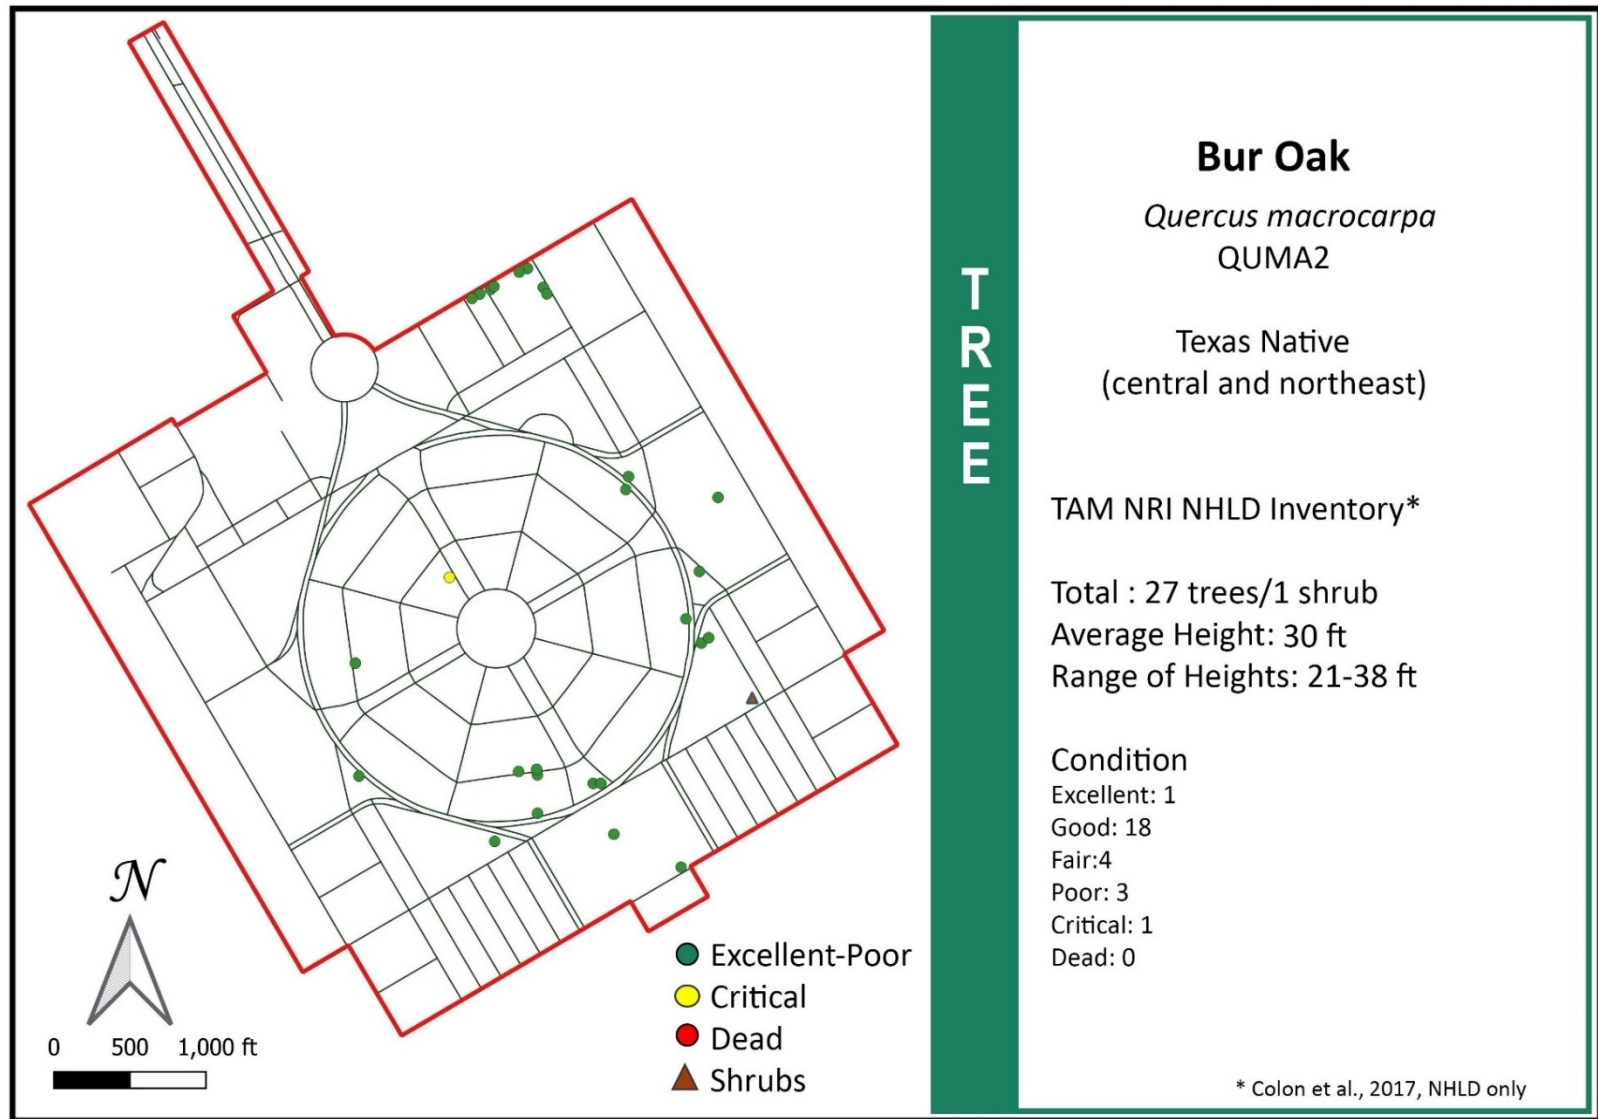 N
0 500 1,000 ft
Excellent-Poor
Critical
Dead
Shrubs
TREE
Bur Oak
Quercus macrocarpa
QUMA2
Texas Native
(central and northeast)
TAM NRI NHLD Inventory*
Total : 27 trees/1 shrub
Average Height: 30 ft
Range of Heights: 21-38 ft
Condition
Excellent: 1
Good: 18
Fair:4
Poor: 3
Critical: 1
Dead: 0
* Colon et al., 2017, NHLD only